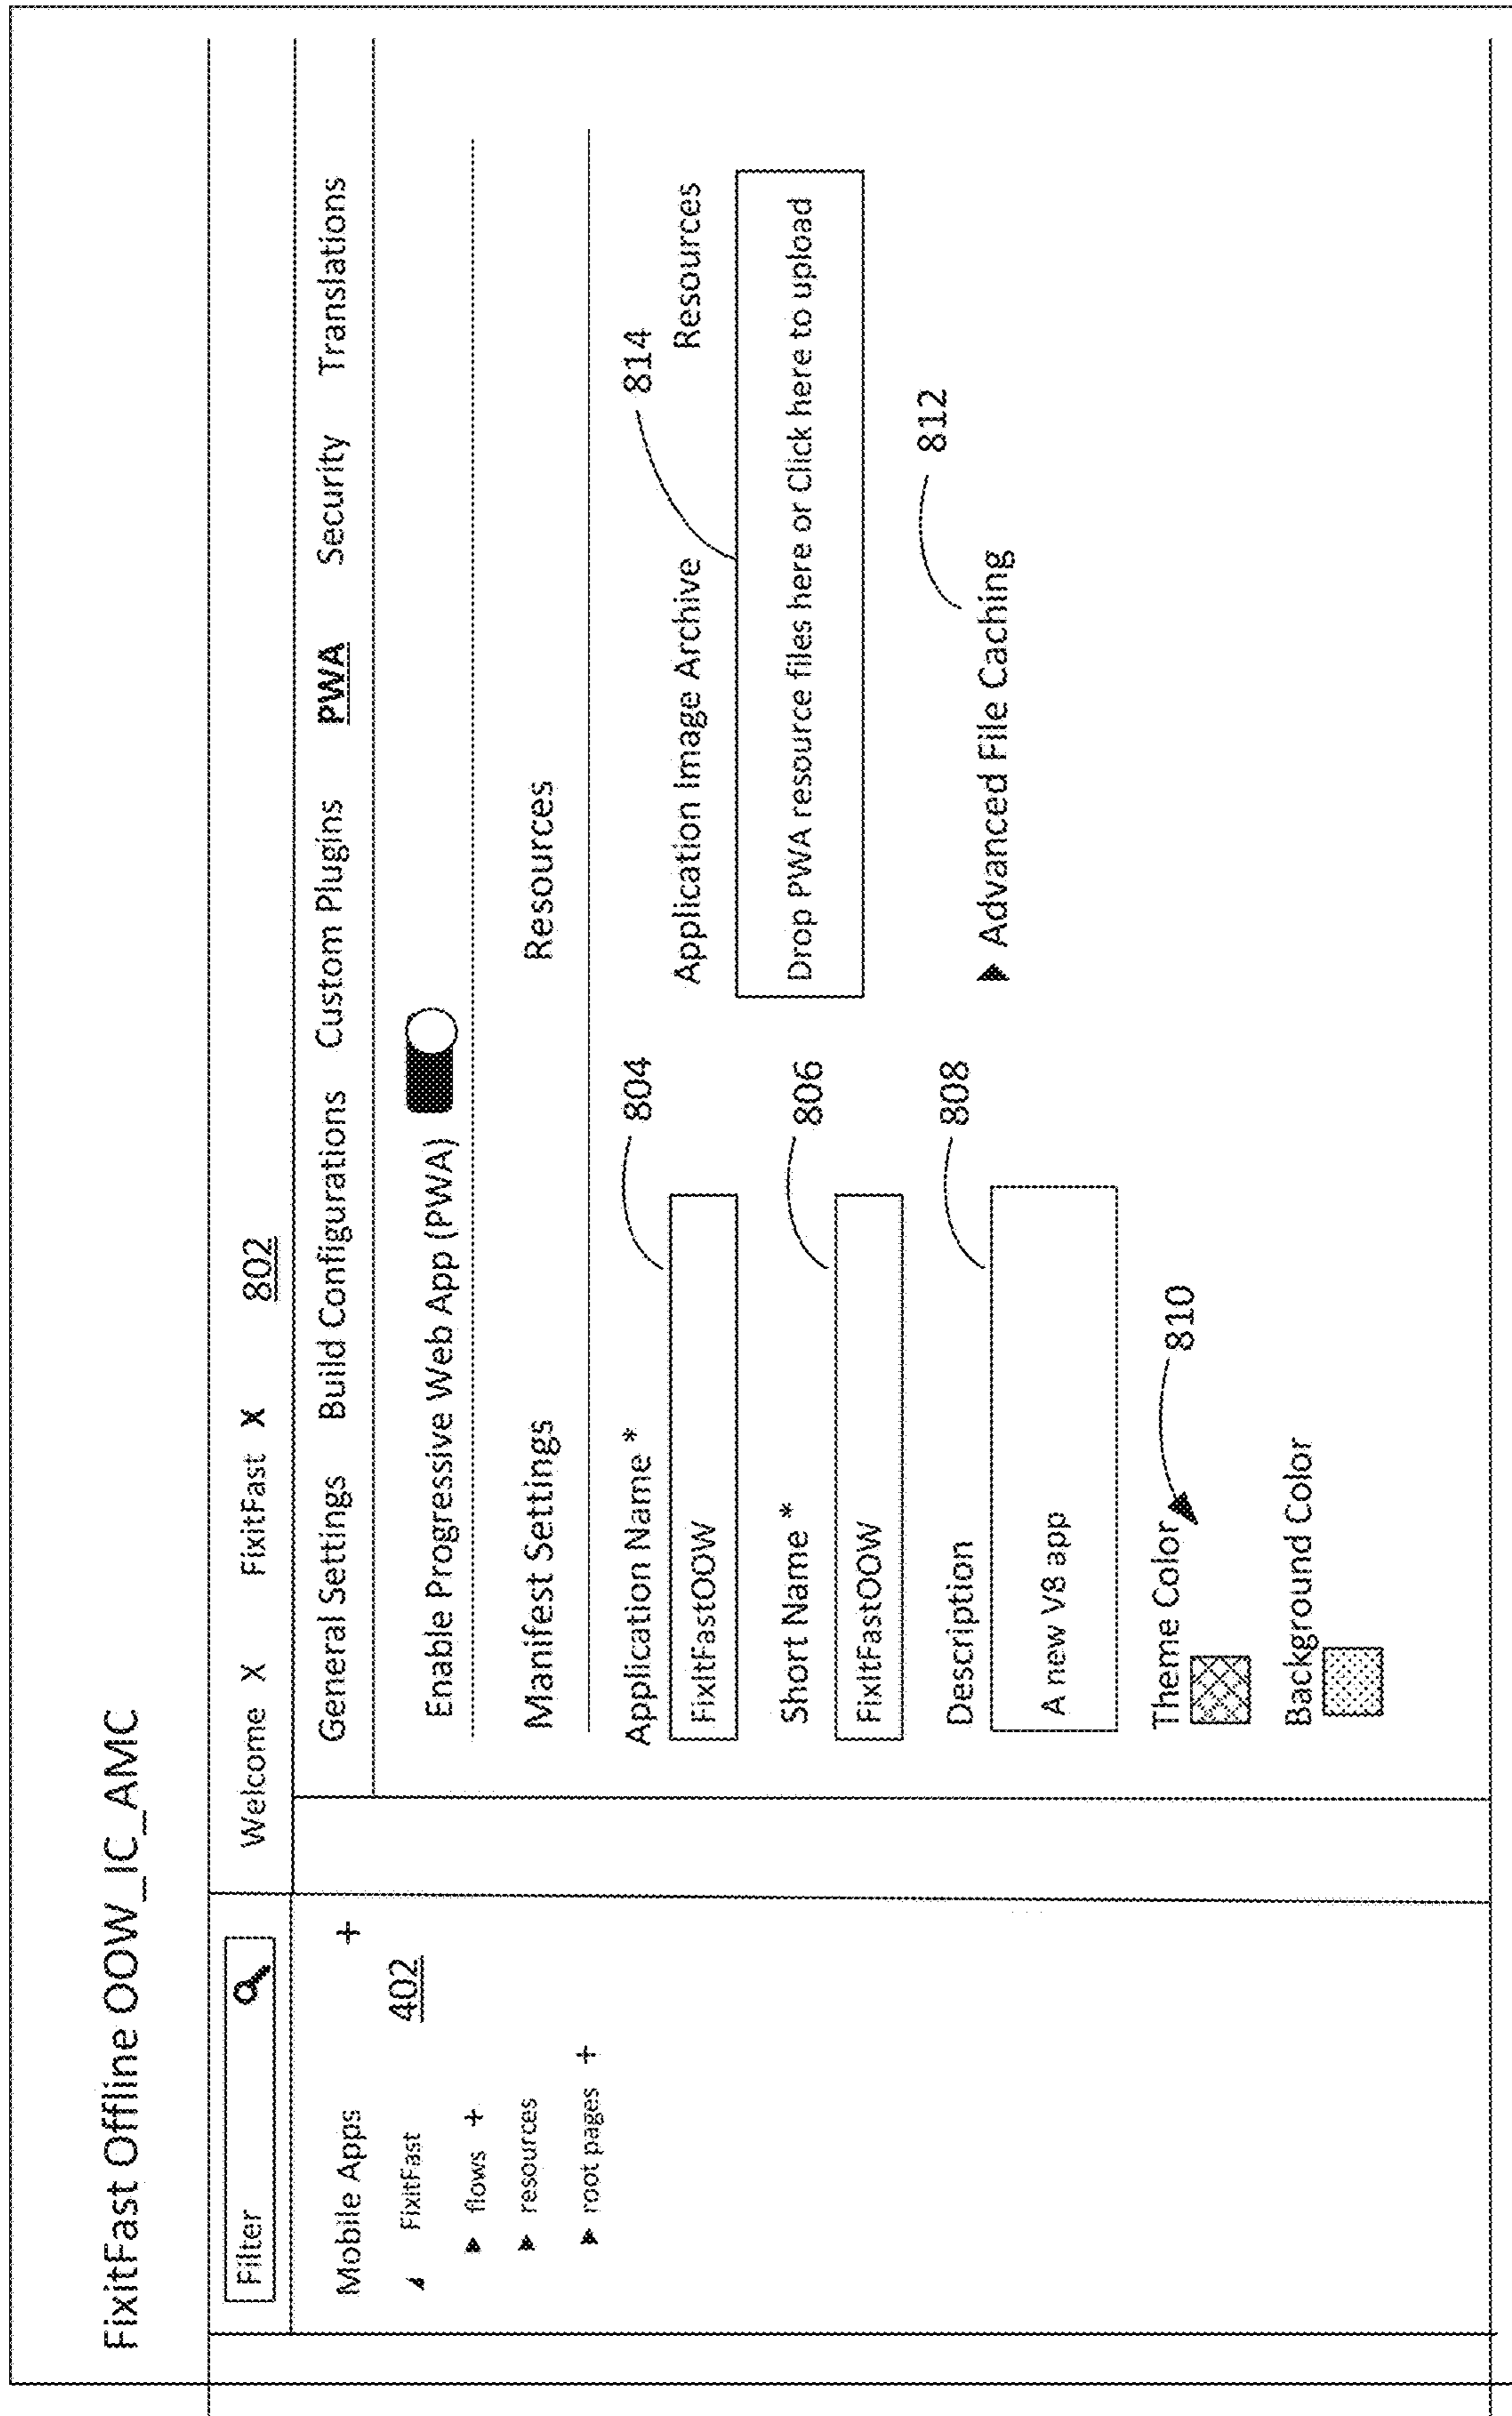 FixitFast Offline OOW_IC_AMC
Filter
Welcome X FixitFast X 802
Mobile Apps +
FixitFast 402
flows +
resources
root pages +
General Settings Build Configurations Custom Plugins PWA Security Translations
Enable Progressive Web App (PWA)
Manifest Settings
Application Name * 804
FixItFastOOW
Short Name * 806
FixItFastOOW
Description 808
A new V8 app
Theme Color 810
Background Color
Resources
Application Image Archive 814 Resources
Drop PWA resource files here or Click here to upload
Advanced File Caching 812